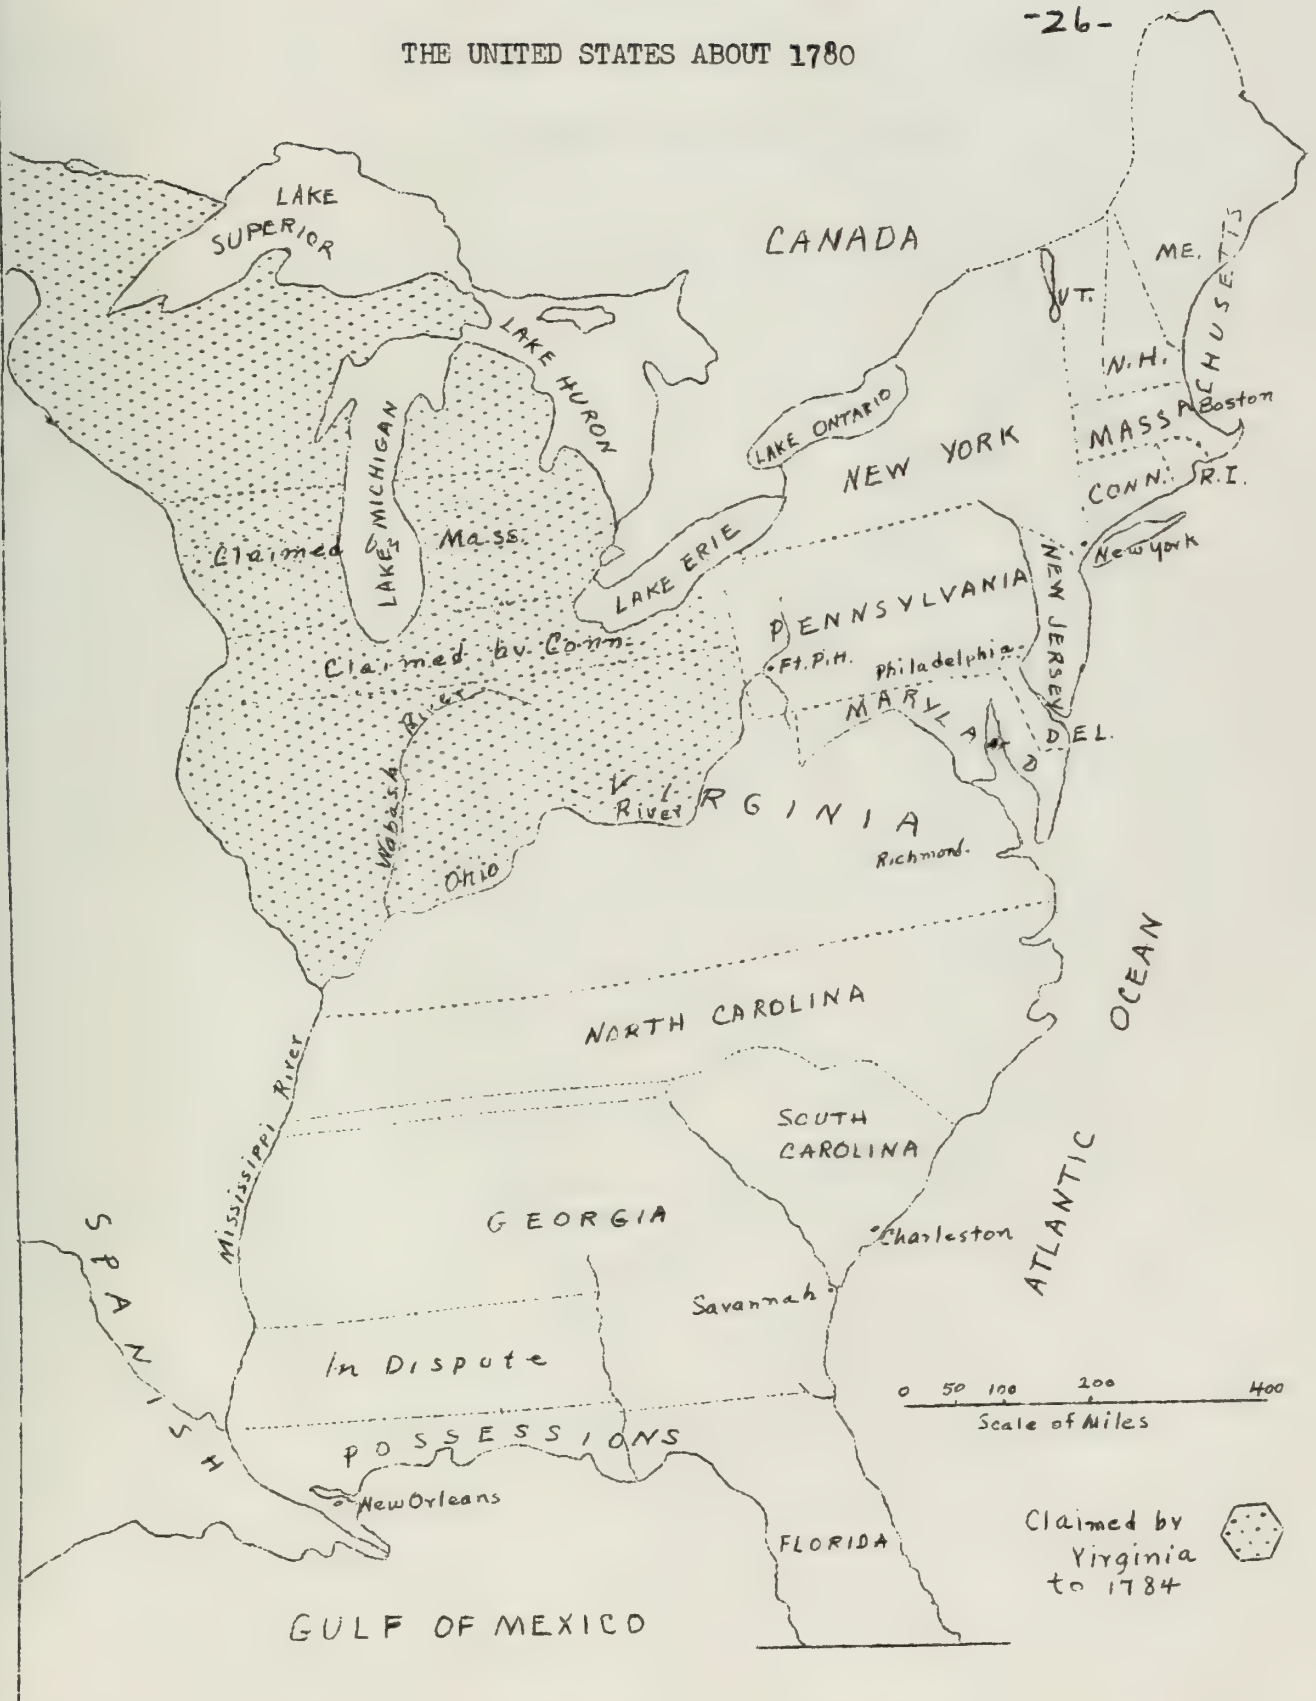 -26-
THE UNITED STATES ABOUT 1780
LAKE
SUPERIOR
CANADA
ME.
VT.
LAKE HURON
N.H.
MASSACHUSETTS
Boston
LAKE MICHIGAN
LAKE ONTARIO
NEW YORK
CONN.
R.I.
Claimed by Mass.
LAKE ERIE
New York
NEW JERSEY
PENNSYLVANIA
Claimed by Conn.
Ft. Pitt.
Philadelphia
MARYLAND
DEL.
Wabash River
VIRGINIA
Ohio River
Richmond
NORTH CAROLINA
ATLANTIC OCEAN
Mississippi River
SOUTH
CAROLINA
GEORGIA
Charleston
Savannah
SPANISH
In Dispute
0 50 100 200 400
Scale of Miles
POSSESSIONS
New Orleans
FLORIDA
Claimed by
Virginia
to 1784
GULF OF MEXICO